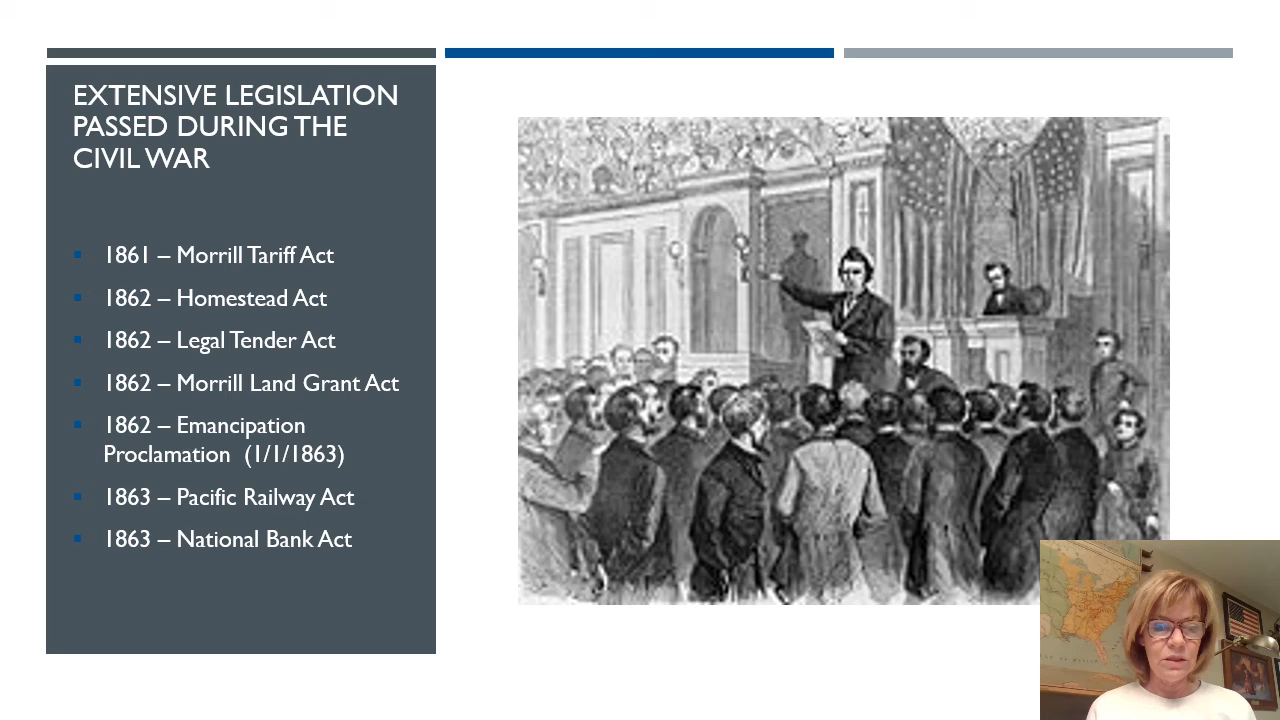 EXTENSIVE LEGISLATION
PASSED DURING THE
CIVIL WAR
1861 – Morrill Tariff Act
1862 – Homestead Act
1862 – Legal Tender Act
1862 – Morrill Land Grant Act
1862 – Emancipation
Proclamation (1/1/1863)
1863 – Pacific Railway Act
1863 – National Bank Act